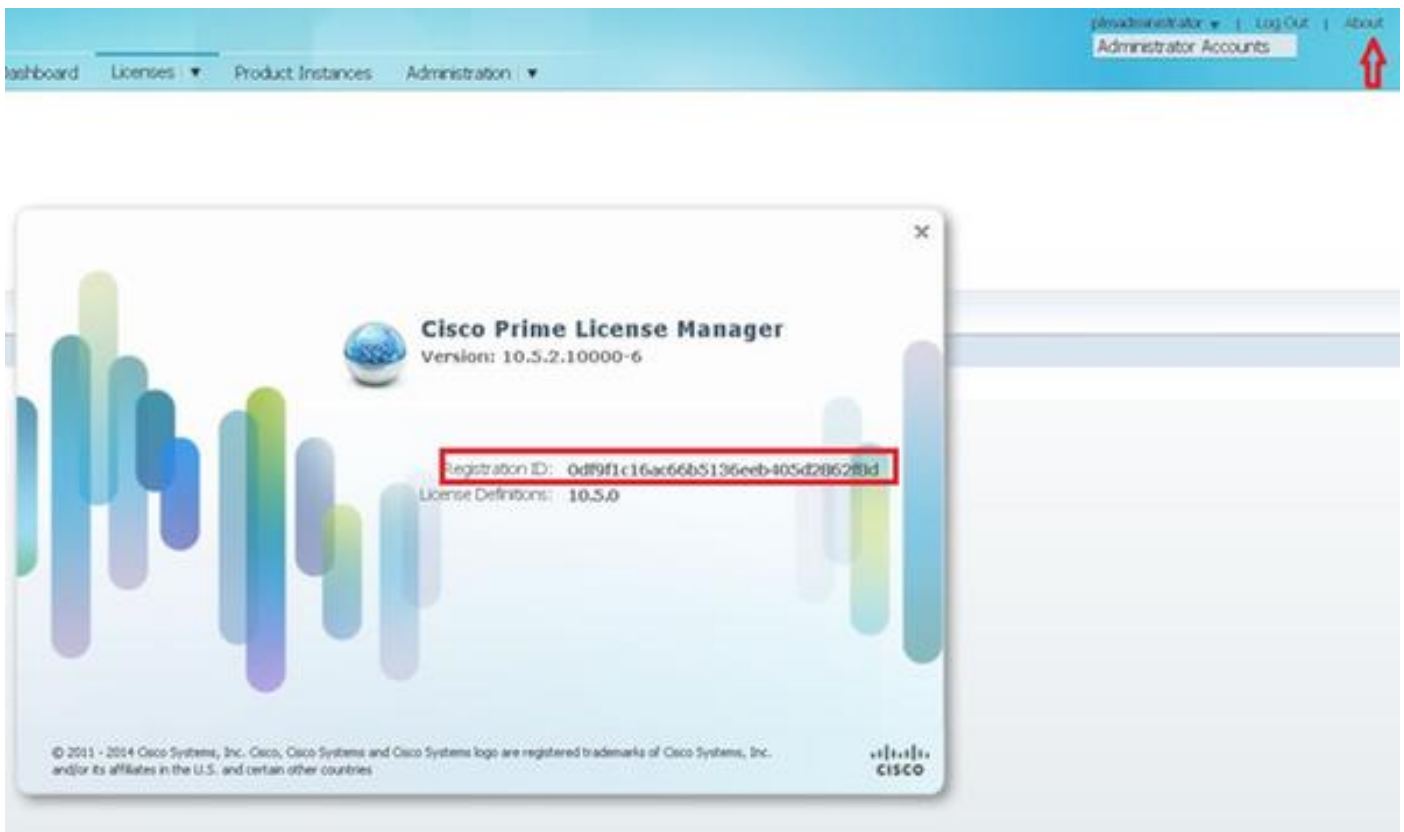 plmadministrator | Log Out | About
Administrator Accounts
Dashboard Licenses Product Instances Administration
Cisco Prime License Manager
Version: 10.5.2.10000-6
Registration ID: 0df9f1c16ac66b5136eeb405d2862f8d
License Definitions: 10.5.0
© 2011 - 2014 Cisco Systems, Inc. Cisco, Cisco Systems and Cisco Systems logo are registered trademarks of Cisco Systems, Inc.
and/or its affiliates in the U.S. and certain other countries
CISCO